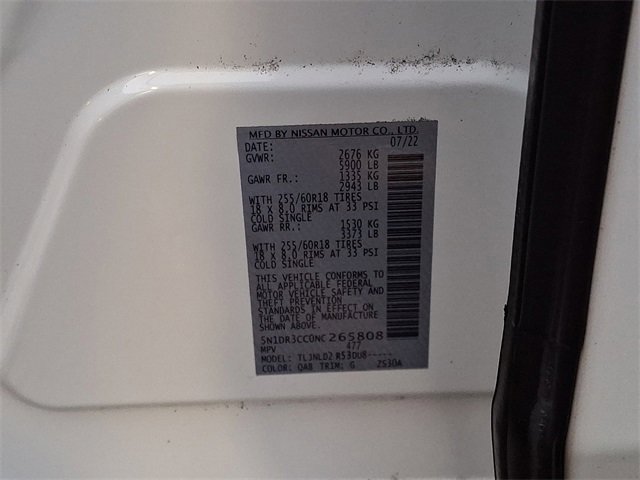 MFD BY NISSAN MOTOR CO., LTD.
DATE: 07/22
GVWR: 2676 KG
5900 LB
GAWR FR.: 1335 KG
2943 LB
WITH 255/60R18 TIRES
18 X 8.0 RIMS AT 33 PSI
COLD SINGLE
GAWR RR.: 1530 KG
3373 LB
WITH 255/60R18 TIRES
18 X 8.0 RIMS AT 33 PSI
COLD SINGLE
THIS VEHICLE CONFORMS TO
ALL APPLICABLE FEDERAL
MOTOR VEHICLE SAFETY AND
THEFT PREVENTION
STANDARDS IN EFFECT ON
THE DATE OF MANUFACTURE
SHOWN ABOVE.
5N1DR3CC0NC265808
MPV 477
MODEL: TLJNLD2 R53DU8-----
COLOR: QAB TRIM: G 2530A